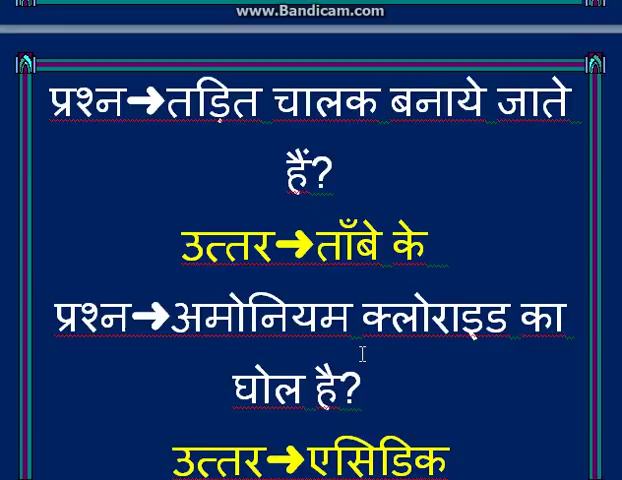 www.Bandicam.com
प्रश्न➔तड़ित चालक बनाये जाते
हैं?
उत्तर➔ताँबे के
प्रश्न➔अमोनियम क्लोराइड का
घोल है?
उत्तर➔एसिडिक